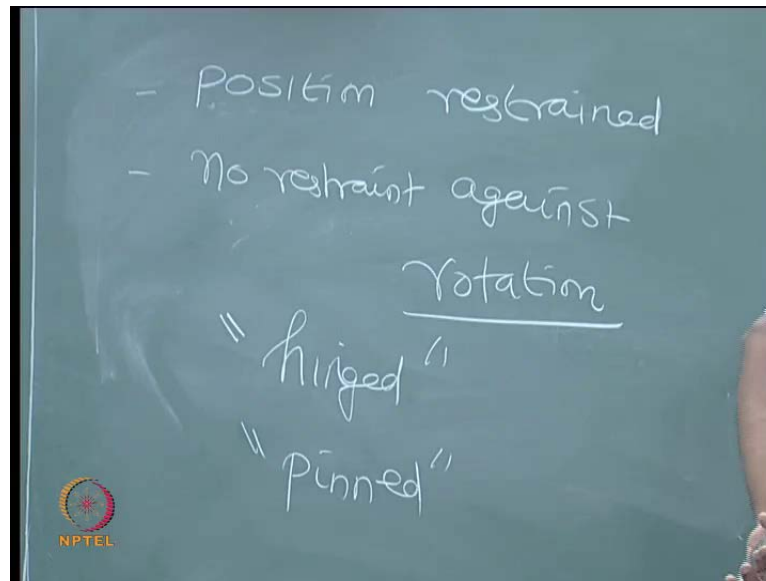 - Position restrained
- No restraint against
rotation
"hinged"
"pinned"
NPTEL